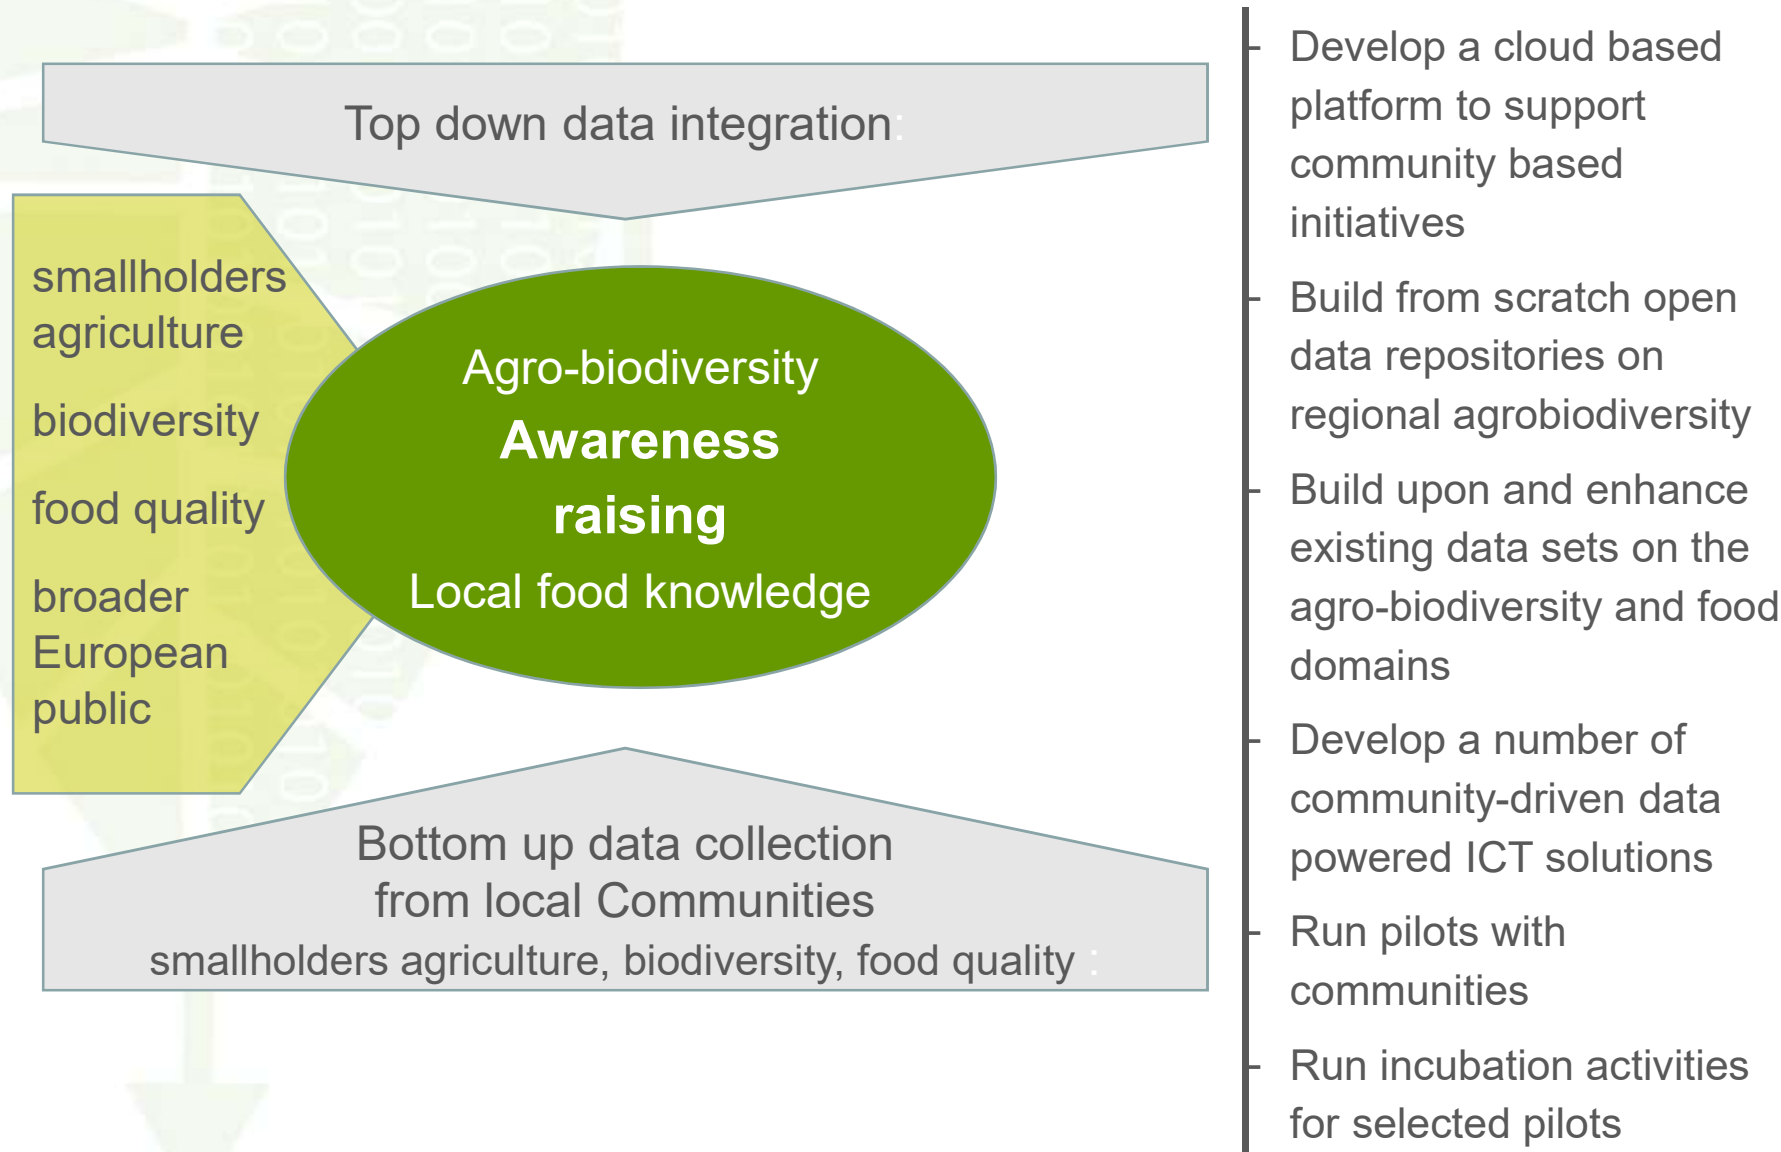 Top down data integration:
smallholders
agriculture
biodiversity
food quality
broader
European
public
Agro-biodiversity
Awareness
raising
Local food knowledge
Bottom up data collection
from local Communities
smallholders agriculture, biodiversity, food quality :
- Develop a cloud based
platform to support
community based
initiatives
- Build from scratch open
data repositories on
regional agrobiodiversity
- Build upon and enhance
existing data sets on the
agro-biodiversity and food
domains
- Develop a number of
community-driven data
powered ICT solutions
- Run pilots with
communities
- Run incubation activities
for selected pilots